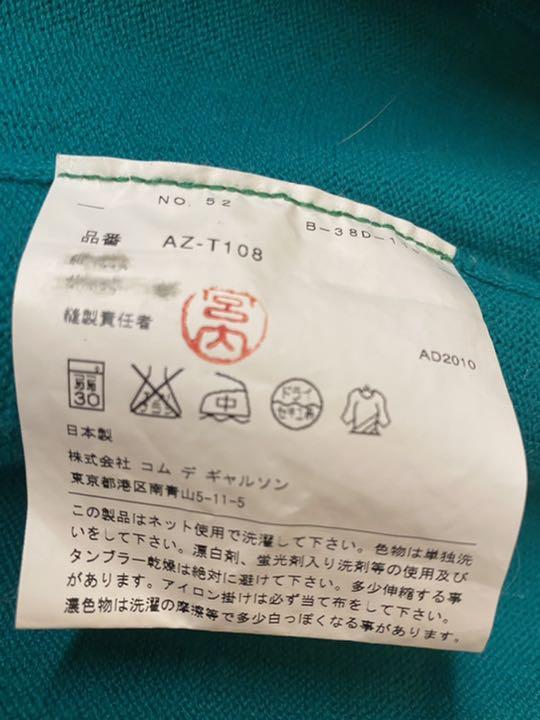 NO. 52
品番 AZ-T108
縫製責任者 宮内
AD2010
30 中 ドライ セキユ系
日本製
株式会社 コム デ ギャルソン
東京都港区南青山5-11-5
この製品はネット使用で洗濯して下さい。色物は単独洗
いをして下さい。漂白剤、蛍光剤入り洗剤等の使用及び
タンブラー乾燥は絶対に避けて下さい。多少伸縮する事
があります。アイロン掛けは必ず当て布をして下さい。
濃色物は洗濯の摩擦等で多少白っぽくなる事があります。